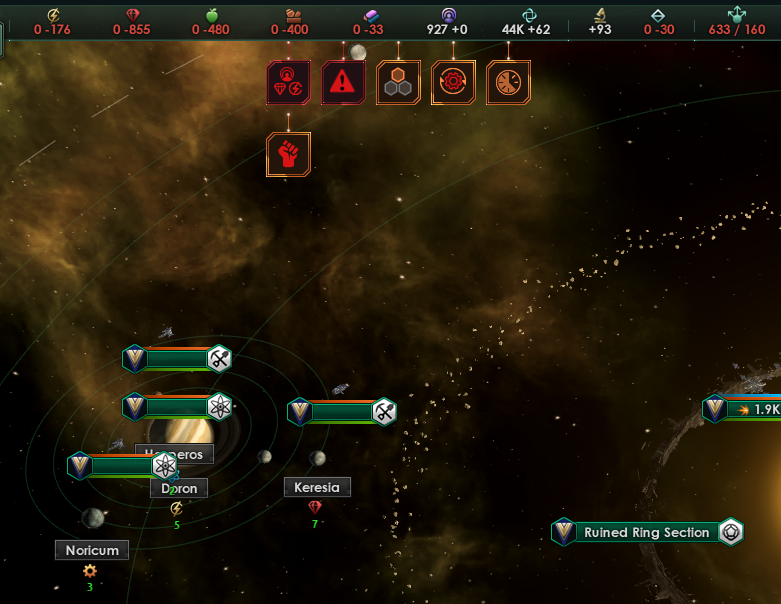 0 -176 0 -855 0 -480 0 -400 0 -33 927 +0 44K +62 +93 0 -30 633 / 160
1.9K
Doron
Keresia
5
7
Ruined Ring Section
Noricum
3